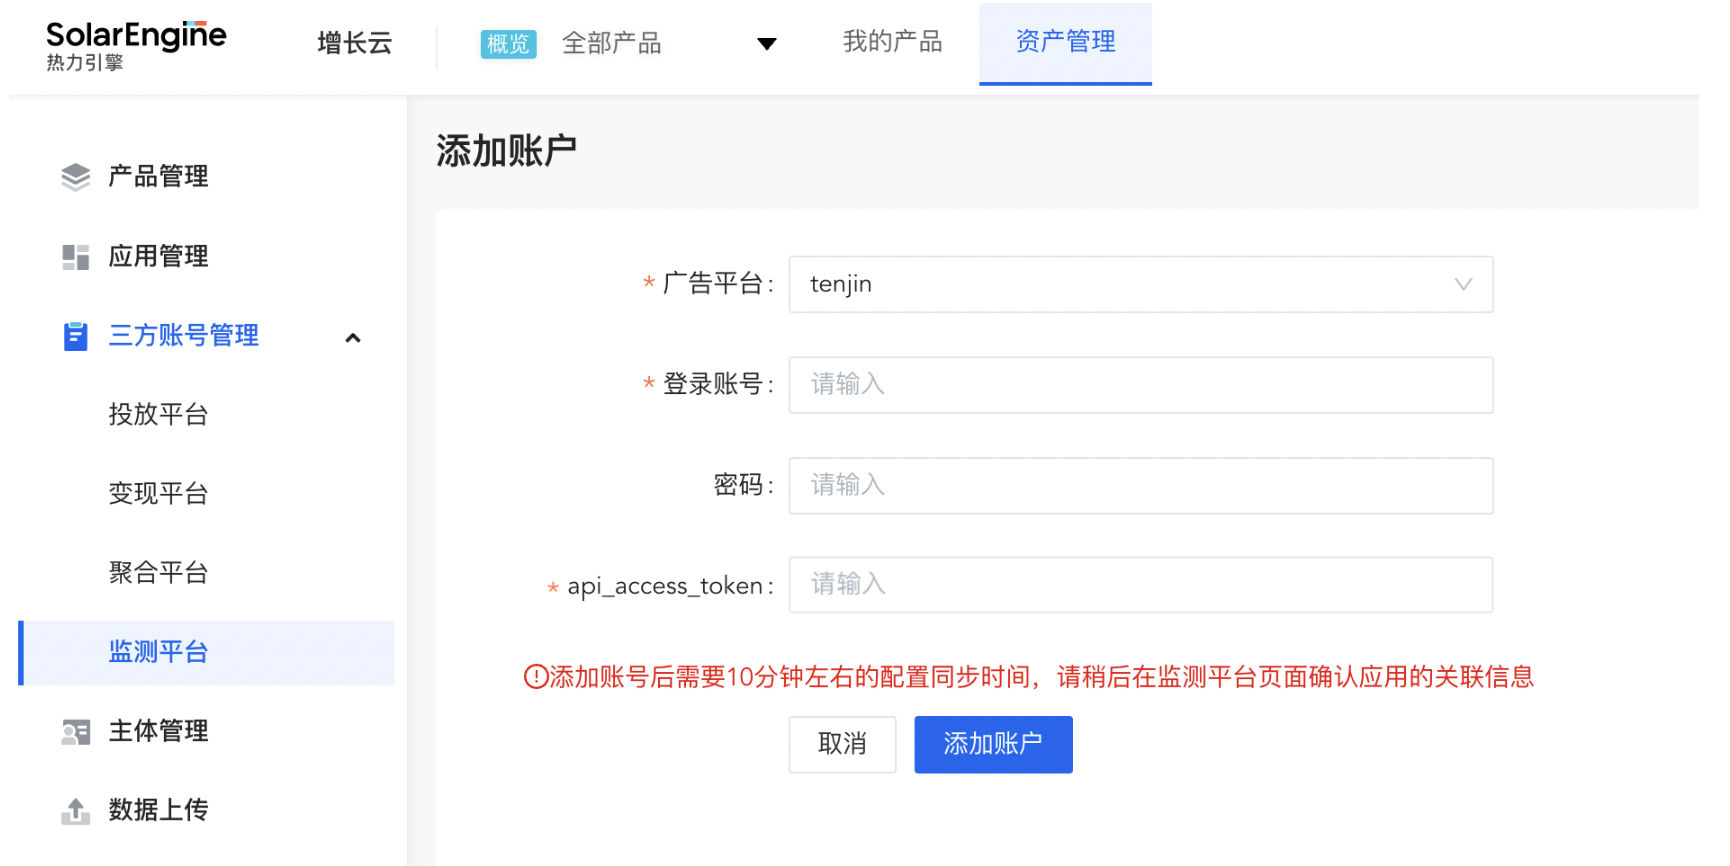 SolarEngine
热力引擎
增长云
概览 全部产品
我的产品
资产管理
产品管理
应用管理
三方账号管理
投放平台
变现平台
聚合平台
监测平台
主体管理
数据上传
添加账户
* 广告平台: tenjin
* 登录账号: 请输入
密码: 请输入
* api_access_token: 请输入
添加账号后需要10分钟左右的配置同步时间，请稍后在监测平台页面确认应用的关联信息
取消 添加账户